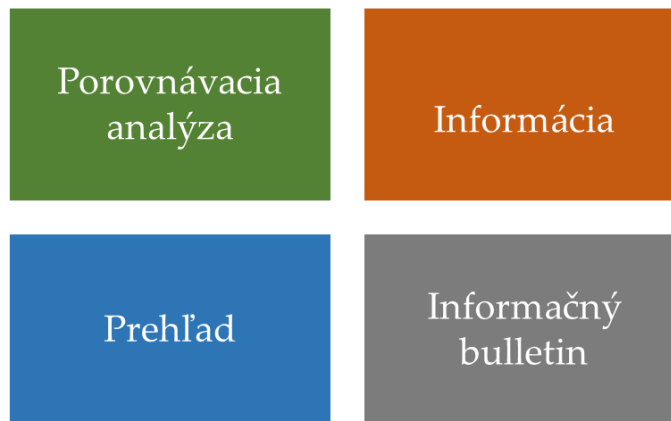 Porovnávacia
analýza
Informácia
Prehľad
Informačný
bulletin